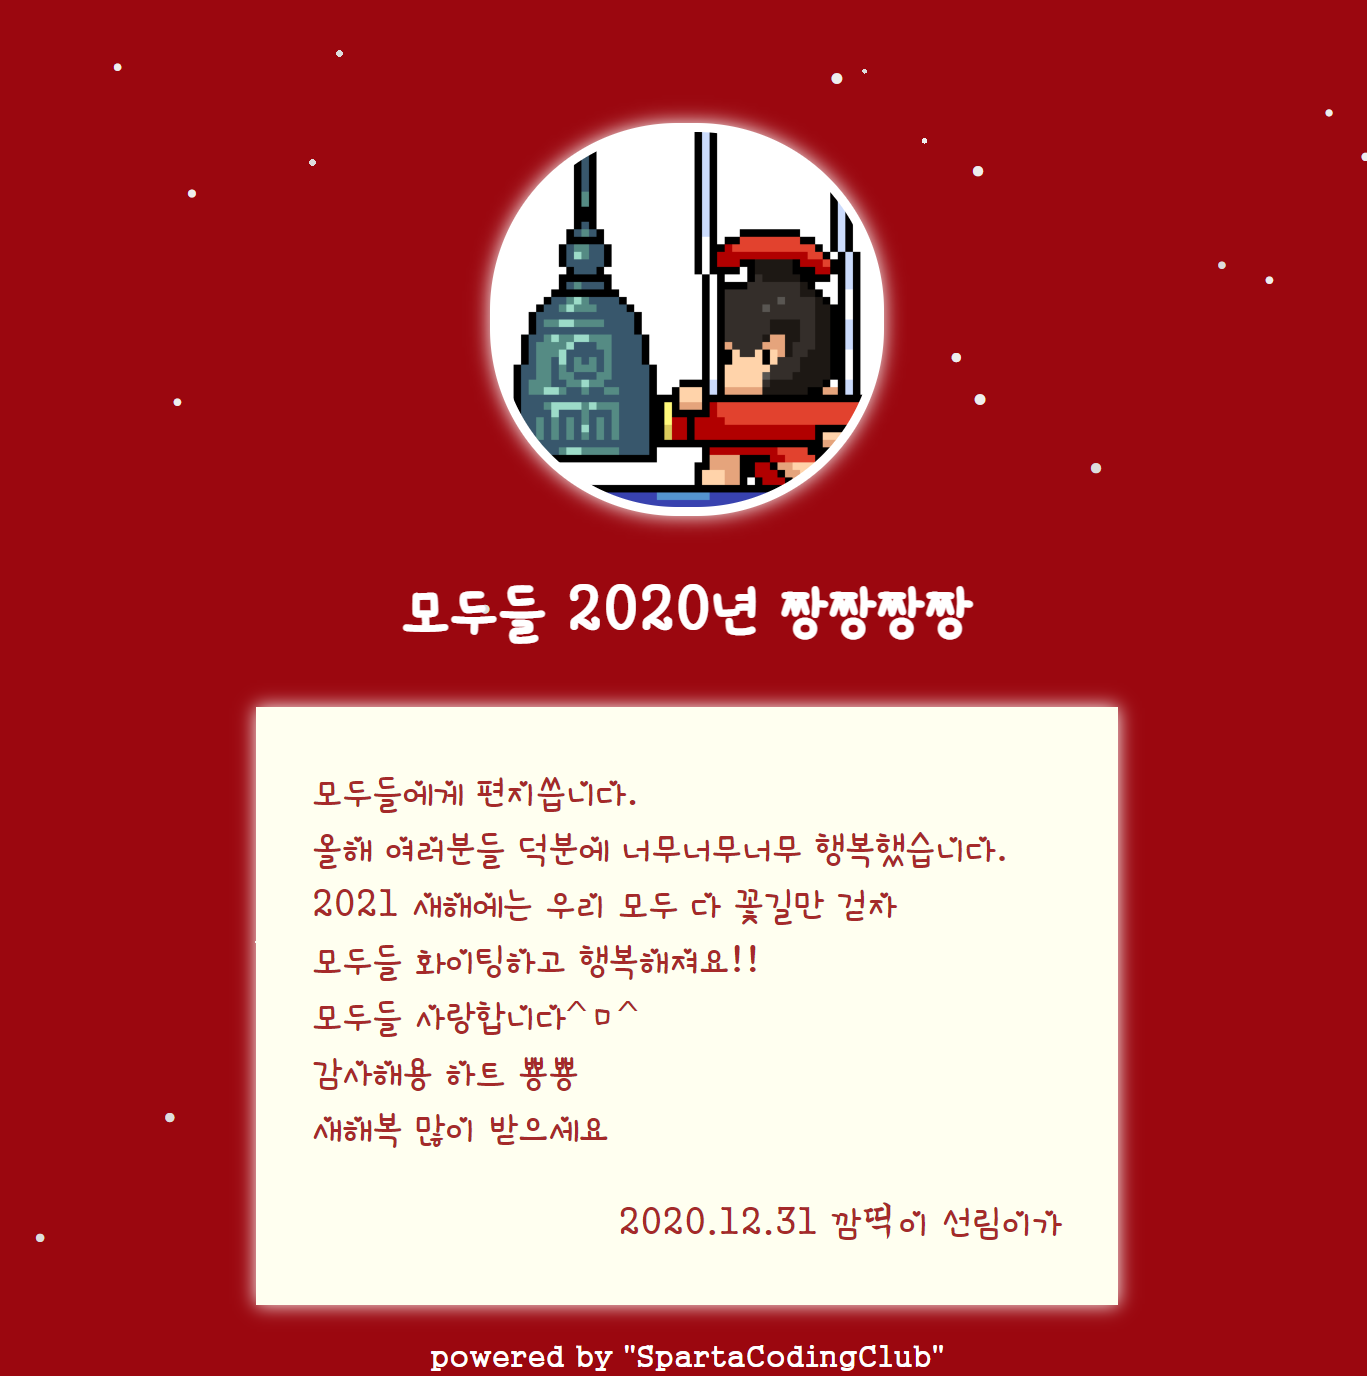 모두들 2020년 짱짱짱짱
모두들에게 편지씁니다.
올해 여러분들 덕분에 너무너무너무 행복했습니다.
2021 새해에는 우리 모두 다 꽃길만 걷자
모두들 화이팅하고 행복해져요!!
모두들 사랑합니다^ㅁ^
감사해용 하트 뿅뿅
새해복 많이 받으세요
2020.12.31 깜띡이 선림이가
powered by "SpartaCodingClub"